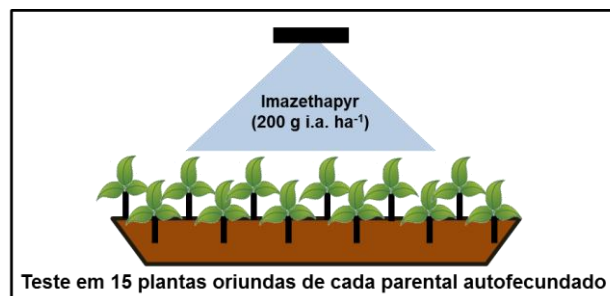 Imazethapyr
(200 g i.a. ha⁻¹)
Teste em 15 plantas oriundas de cada parental autofecundado